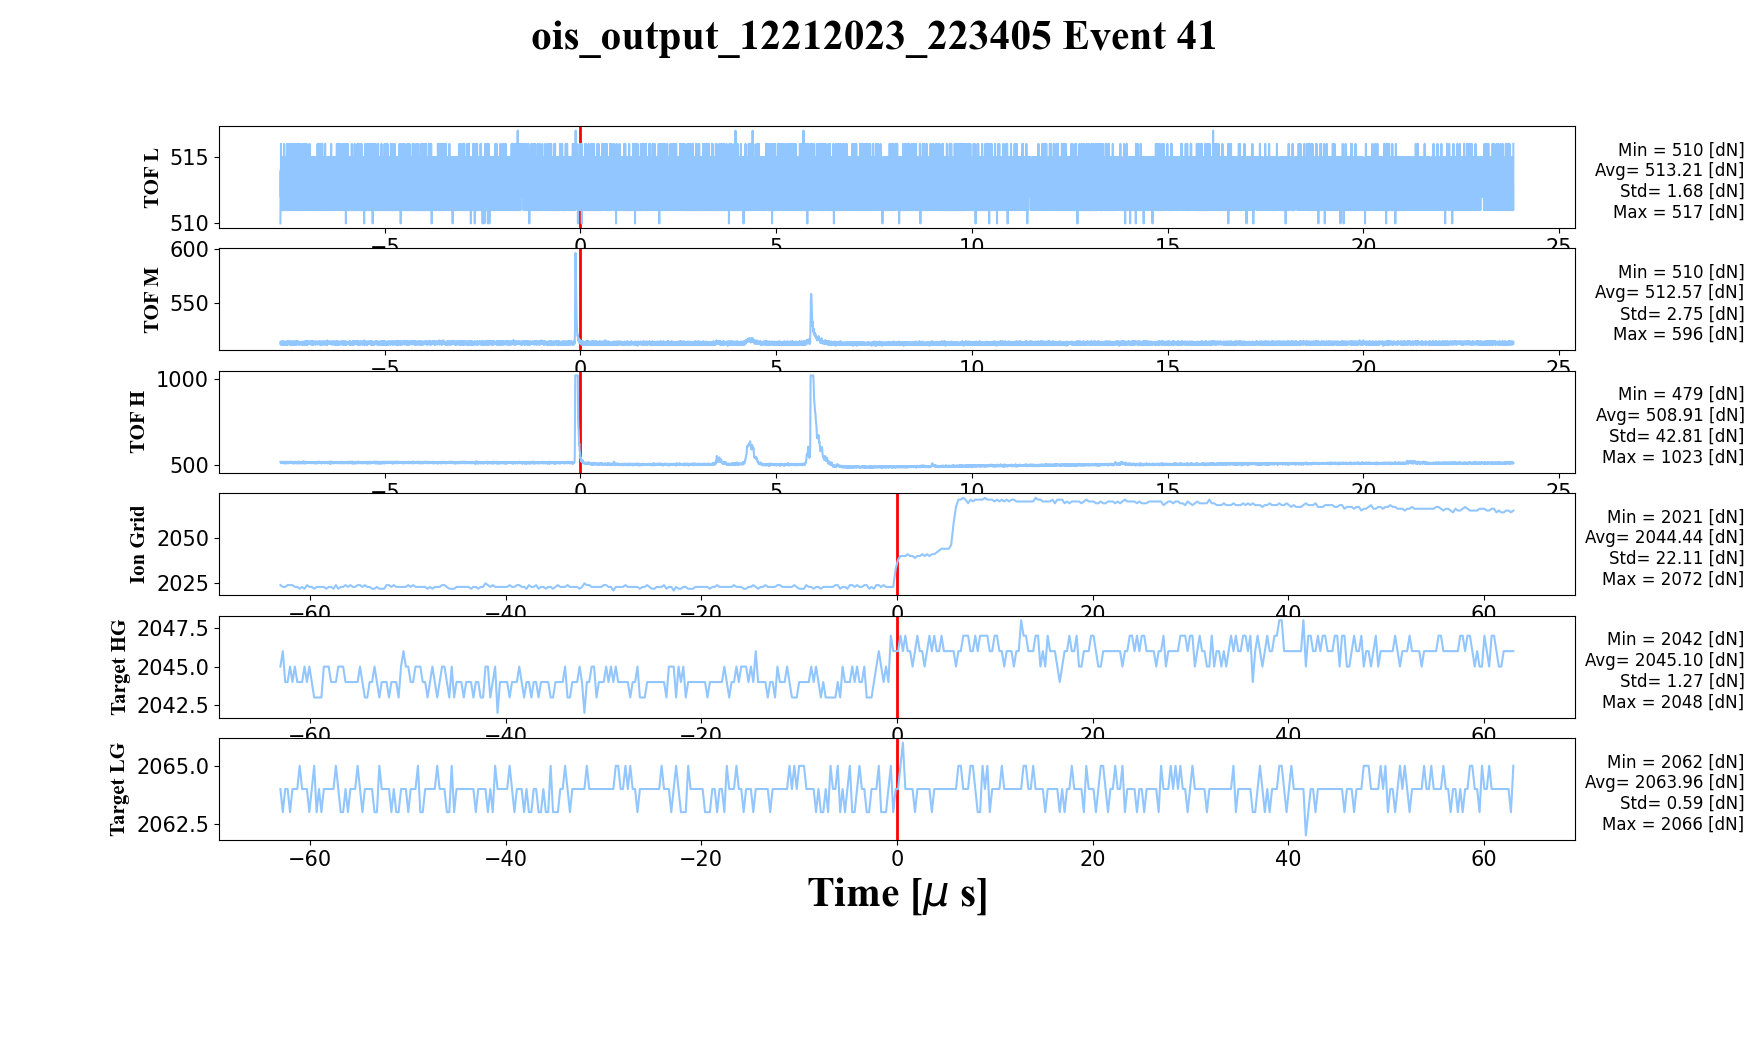 ois_output_12212023_223405 Event 41
TOF L
515
510
−5 0 5 10 15 20 25
Min = 510 [dN]
Avg= 513.21 [dN]
Std= 1.68 [dN]
Max = 517 [dN]
TOF M
600
550
−5 0 5 10 15 20 25
Min = 510 [dN]
Avg= 512.57 [dN]
Std= 2.75 [dN]
Max = 596 [dN]
TOF H
1000
500
−5 0 5 10 15 20 25
Min = 479 [dN]
Avg= 508.91 [dN]
Std= 42.81 [dN]
Max = 1023 [dN]
Ion Grid
2050
2025
−60 −40 −20 0 20 40 60
Min = 2021 [dN]
Avg= 2044.44 [dN]
Std= 22.11 [dN]
Max = 2072 [dN]
Target HG
2047.5
2045.0
2042.5
−60 −40 −20 0 20 40 60
Min = 2042 [dN]
Avg= 2045.10 [dN]
Std= 1.27 [dN]
Max = 2048 [dN]
Target LG
2065.0
2062.5
−60 −40 −20 0 20 40 60
Min = 2062 [dN]
Avg= 2063.96 [dN]
Std= 0.59 [dN]
Max = 2066 [dN]
Time [μ s]